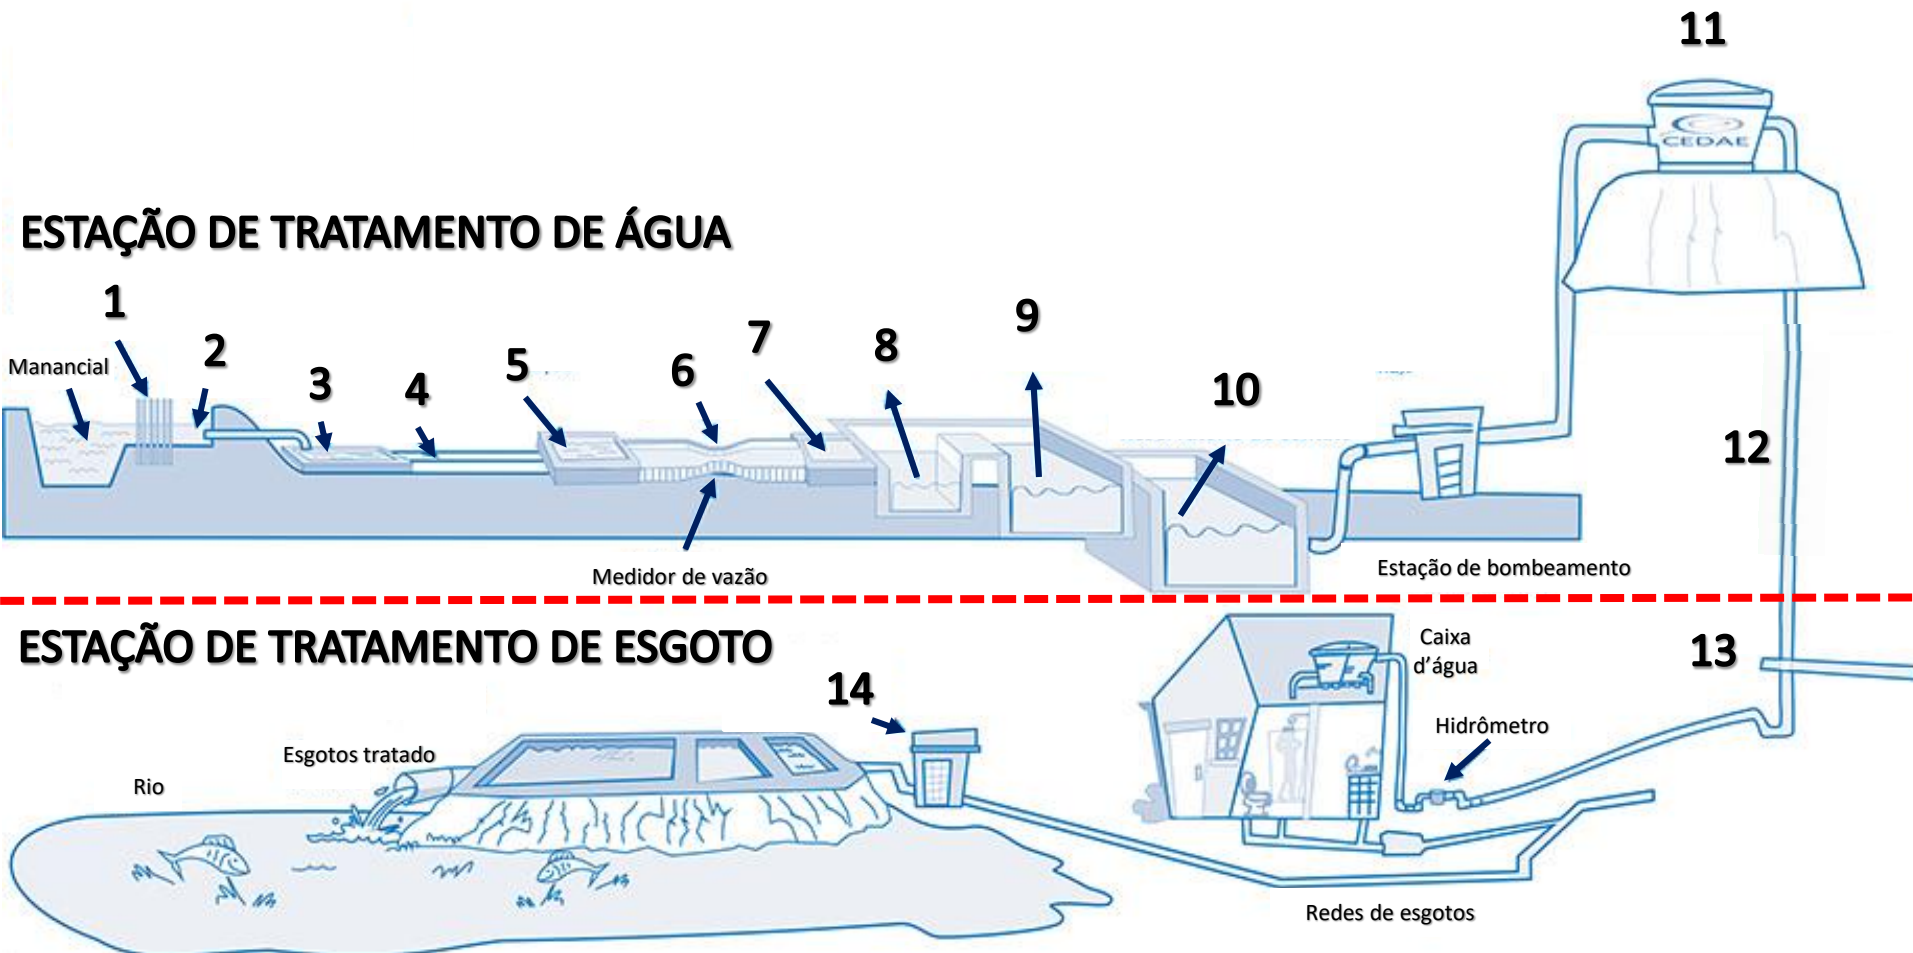 11
CEDAE
ESTAÇÃO DE TRATAMENTO DE ÁGUA
1
2
Manancial
3
4
5
6
7
8
9
10
12
Medidor de vazão
Estação de bombeamento
ESTAÇÃO DE TRATAMENTO DE ESGOTO
Caixa
d'água
13
14
Hidrômetro
Esgotos tratado
Rio
Redes de esgotos